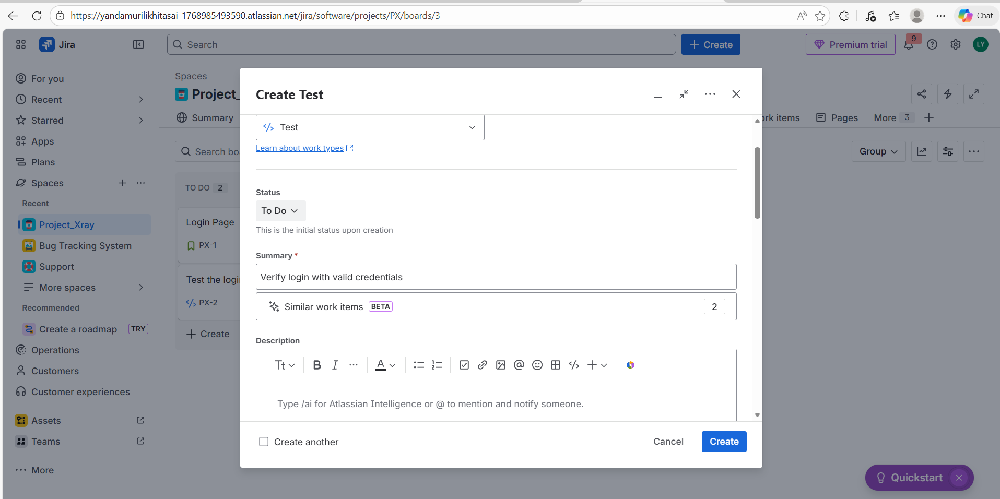 https://yandamurilikhitasai-1768985493590.atlassian.net/jira/software/projects/PX/boards/3
Chat
Jira
Search
Create
Premium trial
9
LY
For you
Recent
Starred
Apps
Plans
Spaces
Recent
Project_Xray
Bug Tracking System
Support
More spaces
Recommended
Create a roadmap TRY
Operations
Customers
Customer experiences
Assets
Teams
More
Spaces
Project_
Summary
ork items
Pages
More 3
Search boa
Group
TO DO 2
Login Page
PX-1
Test the login
PX-2
Create
Create Test
Test
Learn about work types
Status
To Do
This is the initial status upon creation
Summary *
Verify login with valid credentials
Similar work items BETA 2
Description
Tt B I A
Type /ai for Atlassian Intelligence or @ to mention and notify someone.
Create another
Cancel
Create
Quickstart